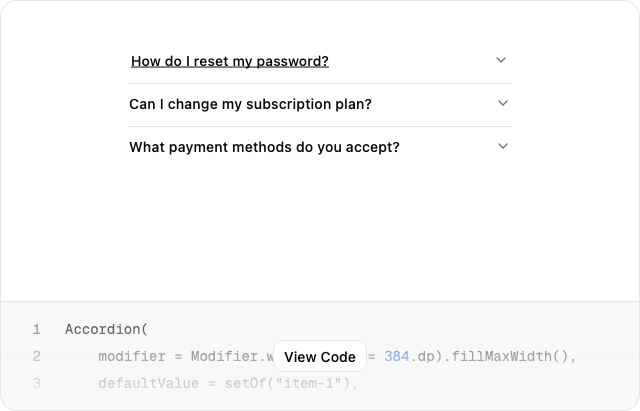 How do I reset my password?
Can I change my subscription plan?
What payment methods do you accept?
1 Accordion(
2 modifier = Modifier.w View Code = 384.dp).fillMaxWidth(),
3 defaultValue = setOf("item-1"),